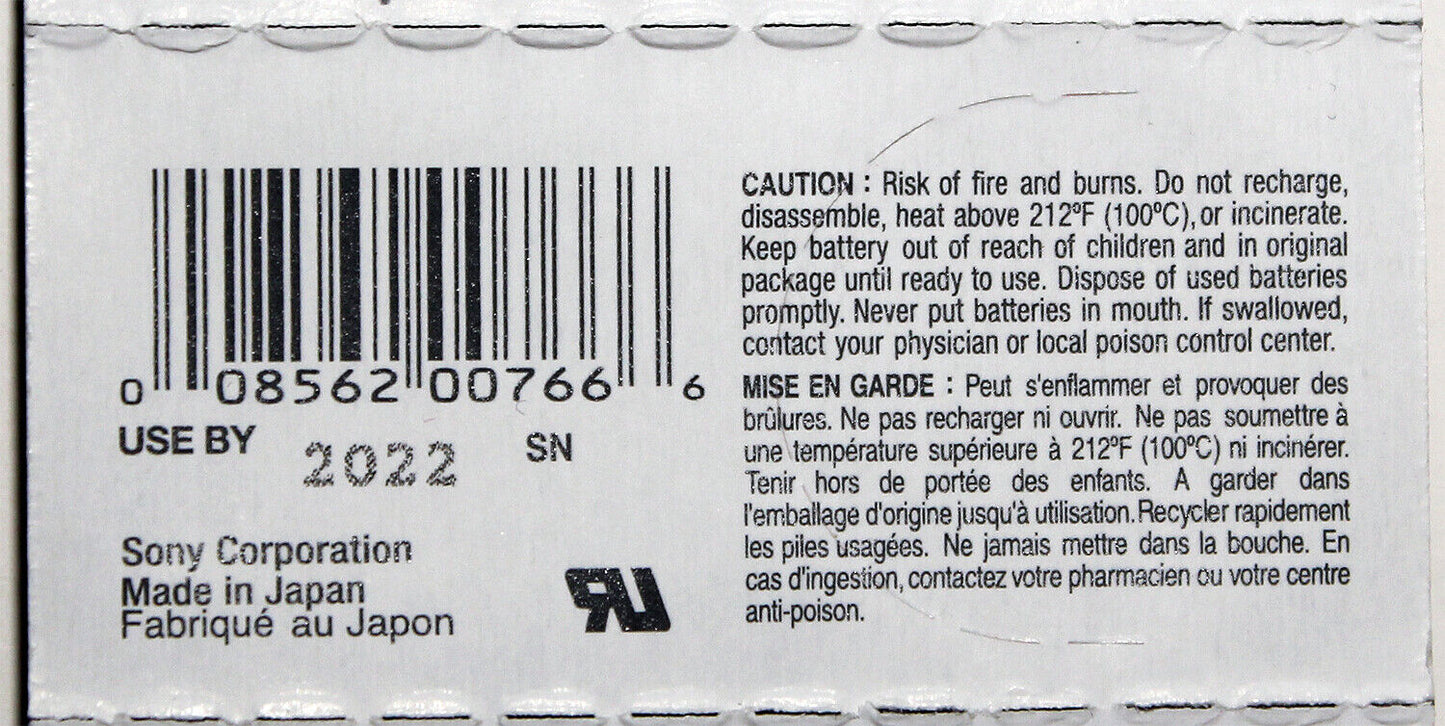 0 08562 00766 6
USE BY 2022 SN
Sony Corporation
Made in Japan
Fabriqué au Japon
CAUTION : Risk of fire and burns. Do not recharge,
disassemble, heat above 212ºF (100ºC), or incinerate.
Keep battery out of reach of children and in original
package until ready to use. Dispose of used batteries
promptly. Never put batteries in mouth. If swallowed,
contact your physician or local poison control center.
MISE EN GARDE : Peut s'enflammer et provoquer des
brûlures. Ne pas recharger ni ouvrir. Ne pas soumettre à
une température supérieure à 212ºF (100ºC) ni incinérer.
Tenir hors de portée des enfants. A garder dans
l'emballage d'origine jusqu'à utilisation. Recycler rapidement
les piles usagées. Ne jamais mettre dans la bouche. En
cas d'ingestion, contactez votre pharmacien ou votre centre
anti-poison.